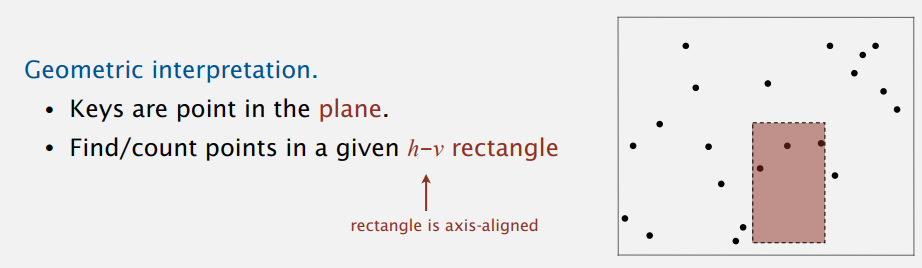 Geometric interpretation.
• Keys are point in the plane.
• Find/count points in a given h–v rectangle
rectangle is axis-aligned